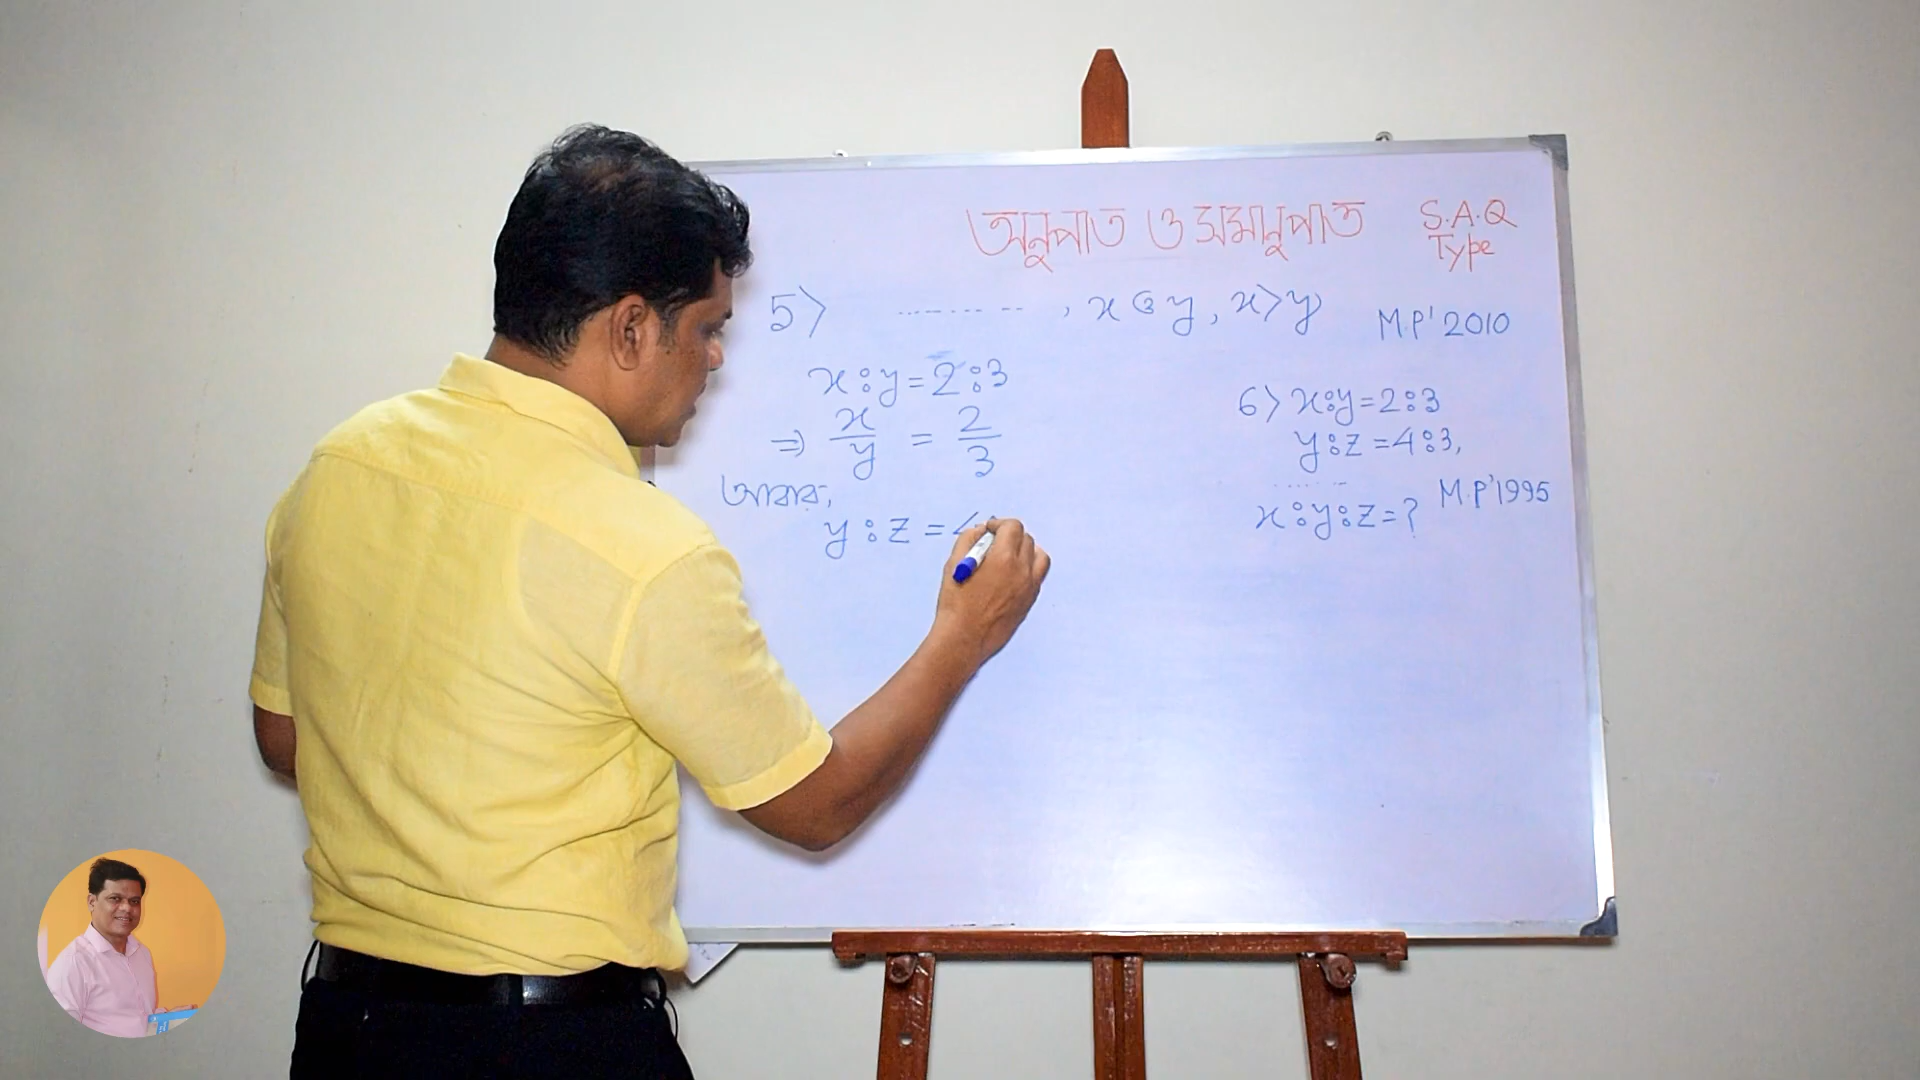 অনুপাত ও সমানুপাত S.A.Q Type
5> ............ , x ও y, x>y M.P' 2010
x:y=2:3
⇒ x/y = 2/3
আবার,
y:z=4
6> x:y=2:3
y:z=4:3,
........ M.P'1995
x:y:z=?